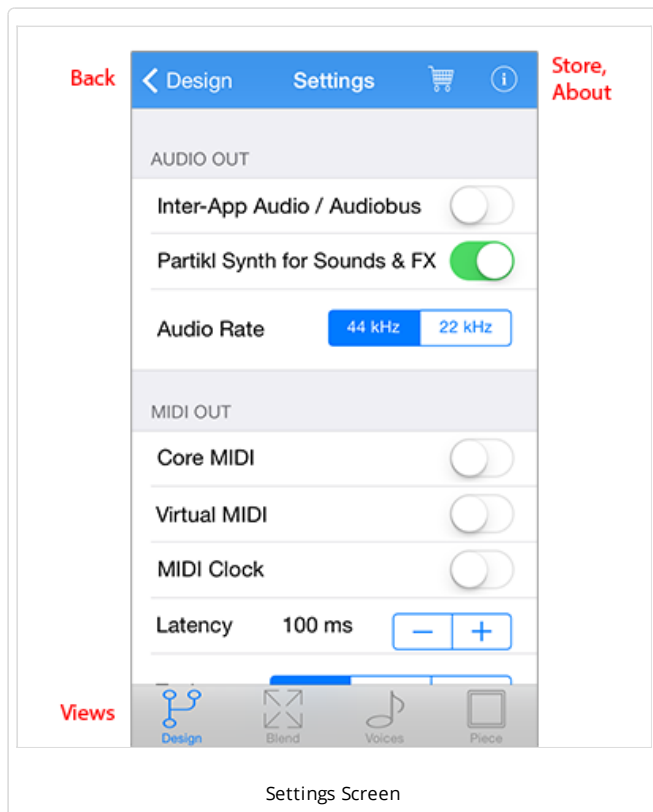 Back
Design
Settings
Store,
About
AUDIO OUT
Inter-App Audio / Audiobus
Partikl Synth for Sounds & FX
Audio Rate 44 kHz 22 kHz
MIDI OUT
Core MIDI
Virtual MIDI
MIDI Clock
Latency 100 ms − +
Views
Design Blend Voices Piece
Settings Screen